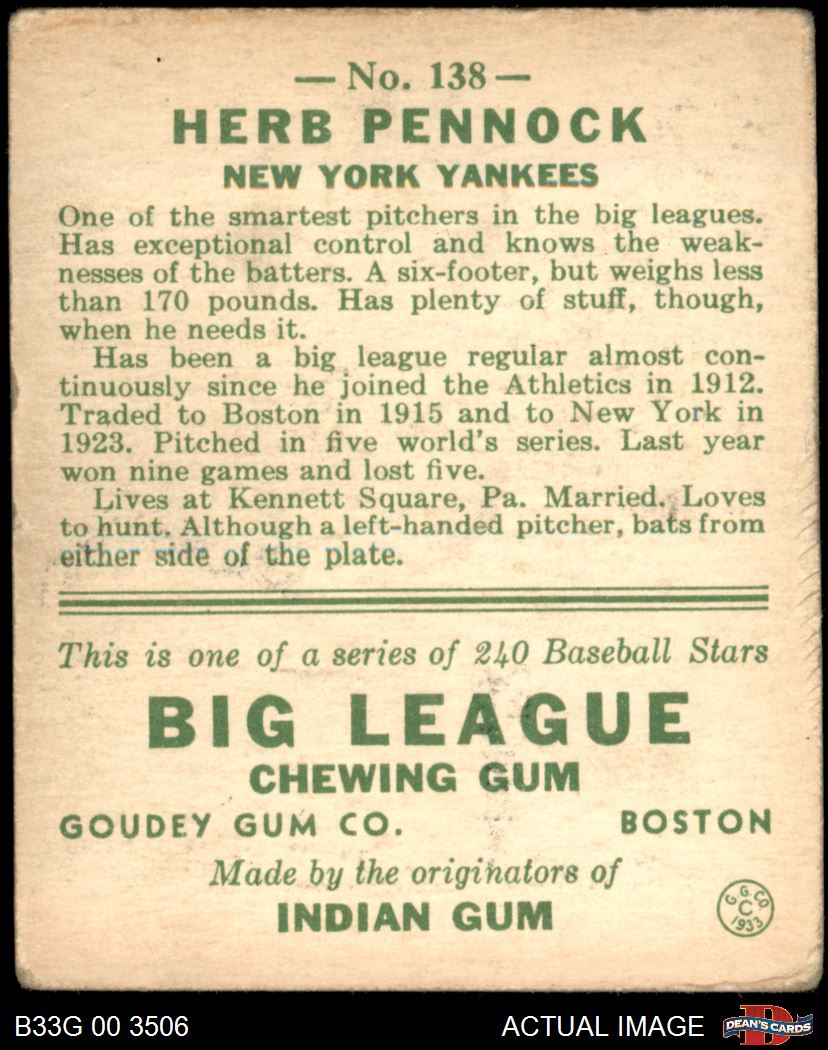 — No. 138 —
HERB PENNOCK
NEW YORK YANKEES
One of the smartest pitchers in the big leagues.
Has exceptional control and knows the weak-
nesses of the batters. A six-footer, but weighs less
than 170 pounds. Has plenty of stuff, though,
when he needs it.
Has been a big league regular almost con-
tinuously since he joined the Athletics in 1912.
Traded to Boston in 1915 and to New York in
1923. Pitched in five world's series. Last year
won nine games and lost five.
Lives at Kennett Square, Pa. Married. Loves
to hunt. Although a left-handed pitcher, bats from
either side of the plate.
This is one of a series of 240 Baseball Stars
BIG LEAGUE
CHEWING GUM
GOUDEY GUM CO. BOSTON
Made by the originators of
INDIAN GUM
G.G.CO.
C
1933
B33G 00 3506 ACTUAL IMAGE
D
DEAN'S CARDS